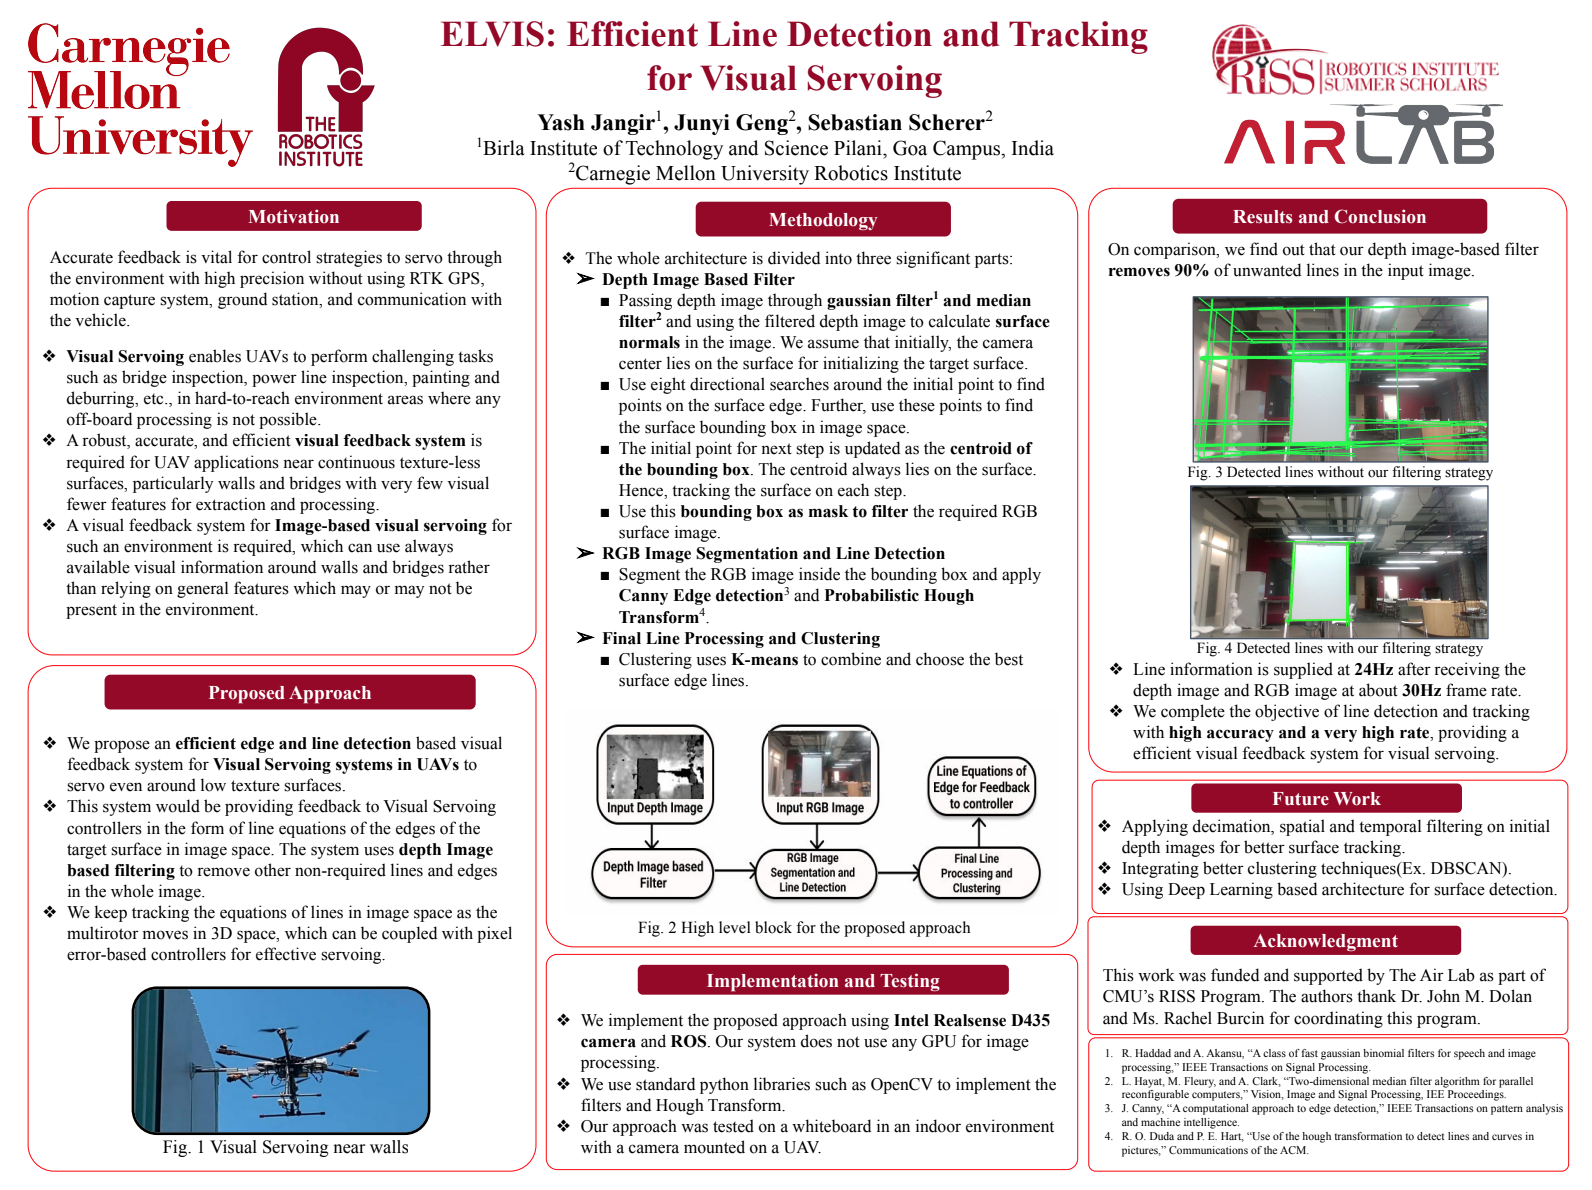 Carnegie
Mellon
University
THE
ROBOTICS
INSTITUTE
ELVIS: Efficient Line Detection and Tracking
for Visual Servoing
Yash Jangir1, Junyi Geng2, Sebastian Scherer2
1Birla Institute of Technology and Science Pilani, Goa Campus, India
2Carnegie Mellon University Robotics Institute
RISS ROBOTICS INSTITUTE
SUMMER SCHOLARS
AIRLAB
Motivation
Accurate feedback is vital for control strategies to servo through
the environment with high precision without using RTK GPS,
motion capture system, ground station, and communication with
the vehicle.
❖ Visual Servoing enables UAVs to perform challenging tasks
such as bridge inspection, power line inspection, painting and
deburring, etc., in hard-to-reach environment areas where any
off-board processing is not possible.
❖ A robust, accurate, and efficient visual feedback system is
required for UAV applications near continuous texture-less
surfaces, particularly walls and bridges with very few visual
fewer features for extraction and processing.
❖ A visual feedback system for Image-based visual servoing for
such an environment is required, which can use always
available visual information around walls and bridges rather
than relying on general features which may or may not be
present in the environment.
Proposed Approach
❖ We propose an efficient edge and line detection based visual
feedback system for Visual Servoing systems in UAVs to
servo even around low texture surfaces.
❖ This system would be providing feedback to Visual Servoing
controllers in the form of line equations of the edges of the
target surface in image space. The system uses depth Image
based filtering to remove other non-required lines and edges
in the whole image.
❖ We keep tracking the equations of lines in image space as the
multirotor moves in 3D space, which can be coupled with pixel
error-based controllers for effective servoing.
Fig. 1 Visual Servoing near walls
Methodology
❖ The whole architecture is divided into three significant parts:
➢ Depth Image Based Filter
■ Passing depth image through gaussian filter1 and median
filter2 and using the filtered depth image to calculate surface
normals in the image. We assume that initially, the camera
center lies on the surface for initializing the target surface.
■ Use eight directional searches around the initial point to find
points on the surface edge. Further, use these points to find
the surface bounding box in image space.
■ The initial point for next step is updated as the centroid of
the bounding box. The centroid always lies on the surface.
Hence, tracking the surface on each step.
■ Use this bounding box as mask to filter the required RGB
surface image.
➢ RGB Image Segmentation and Line Detection
■ Segment the RGB image inside the bounding box and apply
Canny Edge detection3 and Probabilistic Hough
Transform4.
➢ Final Line Processing and Clustering
■ Clustering uses K-means to combine and choose the best
surface edge lines.
Input Depth Image
Input RGB Image
Line Equations of
Edge for Feedback
to controller
Depth Image based
Filter
RGB Image
Segmentation and
Line Detection
Final Line
Processing and
Clustering
Fig. 2 High level block for the proposed approach
Implementation and Testing
❖ We implement the proposed approach using Intel Realsense D435
camera and ROS. Our system does not use any GPU for image
processing.
❖ We use standard python libraries such as OpenCV to implement the
filters and Hough Transform.
❖ Our approach was tested on a whiteboard in an indoor environment
with a camera mounted on a UAV.
Results and Conclusion
On comparison, we find out that our depth image-based filter
removes 90% of unwanted lines in the input image.
Fig. 3 Detected lines without our filtering strategy
Fig. 4 Detected lines with our filtering strategy
❖ Line information is supplied at 24Hz after receiving the
depth image and RGB image at about 30Hz frame rate.
❖ We complete the objective of line detection and tracking
with high accuracy and a very high rate, providing a
efficient visual feedback system for visual servoing.
Future Work
❖ Applying decimation, spatial and temporal filtering on initial
depth images for better surface tracking.
❖ Integrating better clustering techniques(Ex. DBSCAN).
❖ Using Deep Learning based architecture for surface detection.
Acknowledgment
This work was funded and supported by The Air Lab as part of
CMU’s RISS Program. The authors thank Dr. John M. Dolan
and Ms. Rachel Burcin for coordinating this program.
1. R. Haddad and A. Akansu, “A class of fast gaussian binomial filters for speech and image
processing,” IEEE Transactions on Signal Processing.
2. L. Hayat, M. Fleury, and A. Clark, “Two-dimensional median filter algorithm for parallel
reconfigurable computers,” Vision, Image and Signal Processing, IEE Proceedings.
3. J. Canny, “A computational approach to edge detection,” IEEE Transactions on pattern analysis
and machine intelligence.
4. R. O. Duda and P. E. Hart, “Use of the hough transformation to detect lines and curves in
pictures,” Communications of the ACM.